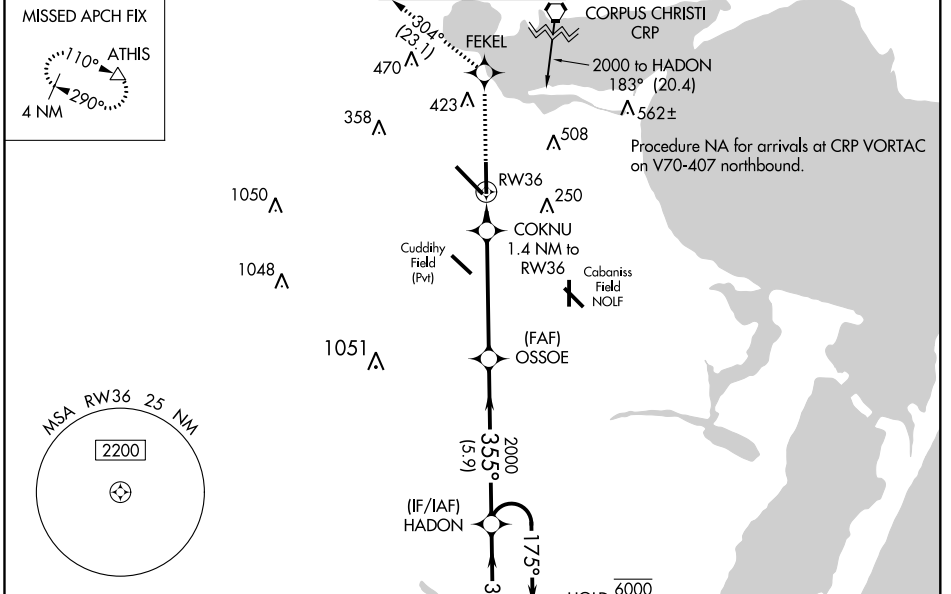 MISSED APCH FIX
110°
ATHIS
290°
4 NM
304°
(23.1)
FEKEL
CORPUS CHRISTI
CRP
2000 to HADON
183° (20.4)
470
423
358
562±
508
Procedure NA for arrivals at CRP VORTAC
on V70-407 northbound.
RW36
1050
250
COKNU
1.4 NM to
RW36
Cuddihy
Field
(Pvt)
Cabaniss
Field
NOLF
1048
(FAF)
OSSOE
1051
MSA RW36 25 NM
2200
2000
355°
(5.9)
(IF/IAF)
HADON
175°
3
HOLD 6000